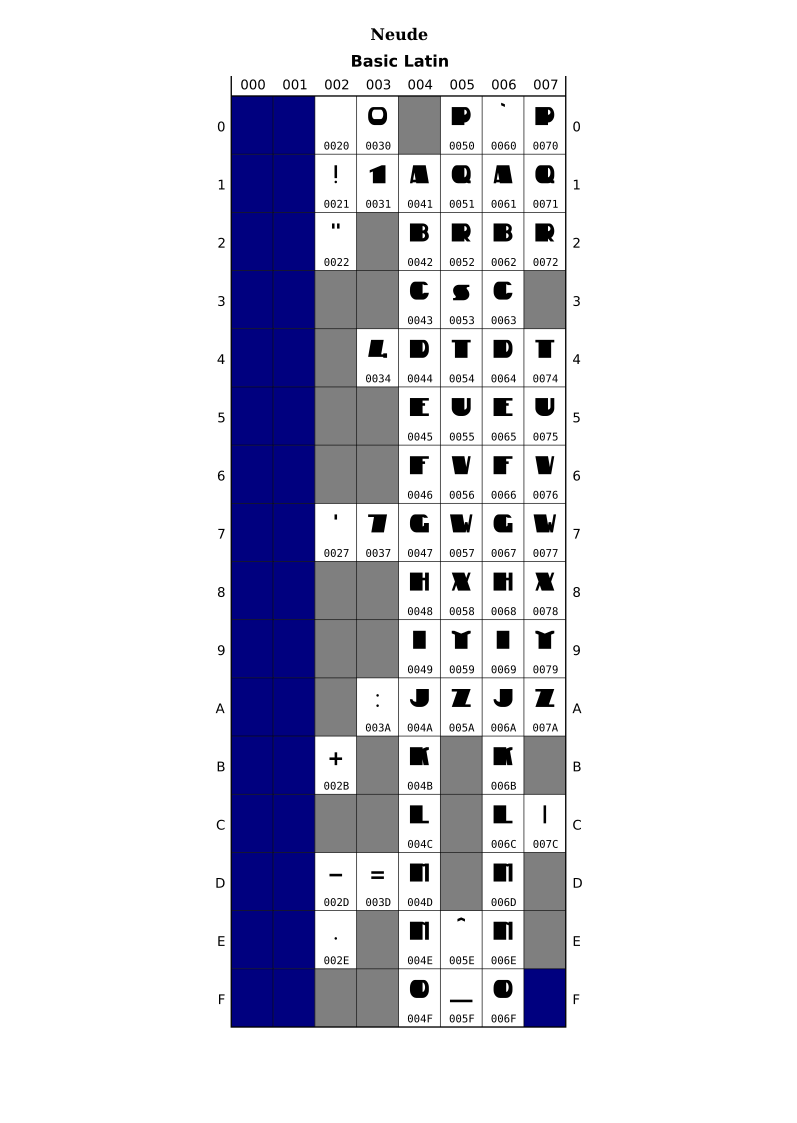 Neude
Basic Latin
000 001 002 003 004 005 006 007
0 0 P ` P 0
0020 0030 0050 0060 0070
1 ! 1 A Q A Q 1
0021 0031 0041 0051 0061 0071
2 " B R B R 2
0022 0042 0052 0062 0072
3 C S C 3
0043 0053 0063
4 4 D T D T 4
0034 0044 0054 0064 0074
5 E U E U 5
0045 0055 0065 0075
6 F V F V 6
0046 0056 0066 0076
7 ' 7 G W G W 7
0027 0037 0047 0057 0067 0077
8 H X H X 8
0048 0058 0068 0078
9 I Y I Y 9
0049 0059 0069 0079
A : J Z J Z A
003A 004A 005A 006A 007A
B + K K B
002B 004B 006B
C L L | C
004C 006C 007C
D - = M M D
002D 003D 004D 006D
E . N ^ N E
002E 004E 005E 006E
F O _ O F
004F 005F 006F